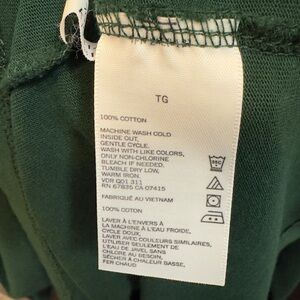 TG
100% COTTON
MACHINE WASH COLD
INSIDE OUT,
GENTLE CYCLE.
WASH WITH LIKE COLORS,
ONLY NON-CHLORINE
BLEACH IF NEEDED.
TUMBLE DRY LOW,
WARM IRON.
VDR Q01 311
RN 67835 CA 07415
FABRIQUÉ AU VIETNAM
100% COTON
LAVER À L'ENVERS À
LA MACHINE À L'EAU FROIDE,
CYCLE DOUX.
LAVER AVEC COULEURS SIMILAIRES,
UTILISER SEULEMENT DE
L'EAU DE JAVEL SANS
CHLORE AU BESOIN,
SÉCHER À CHALEUR BASSE,
FER CHAUD